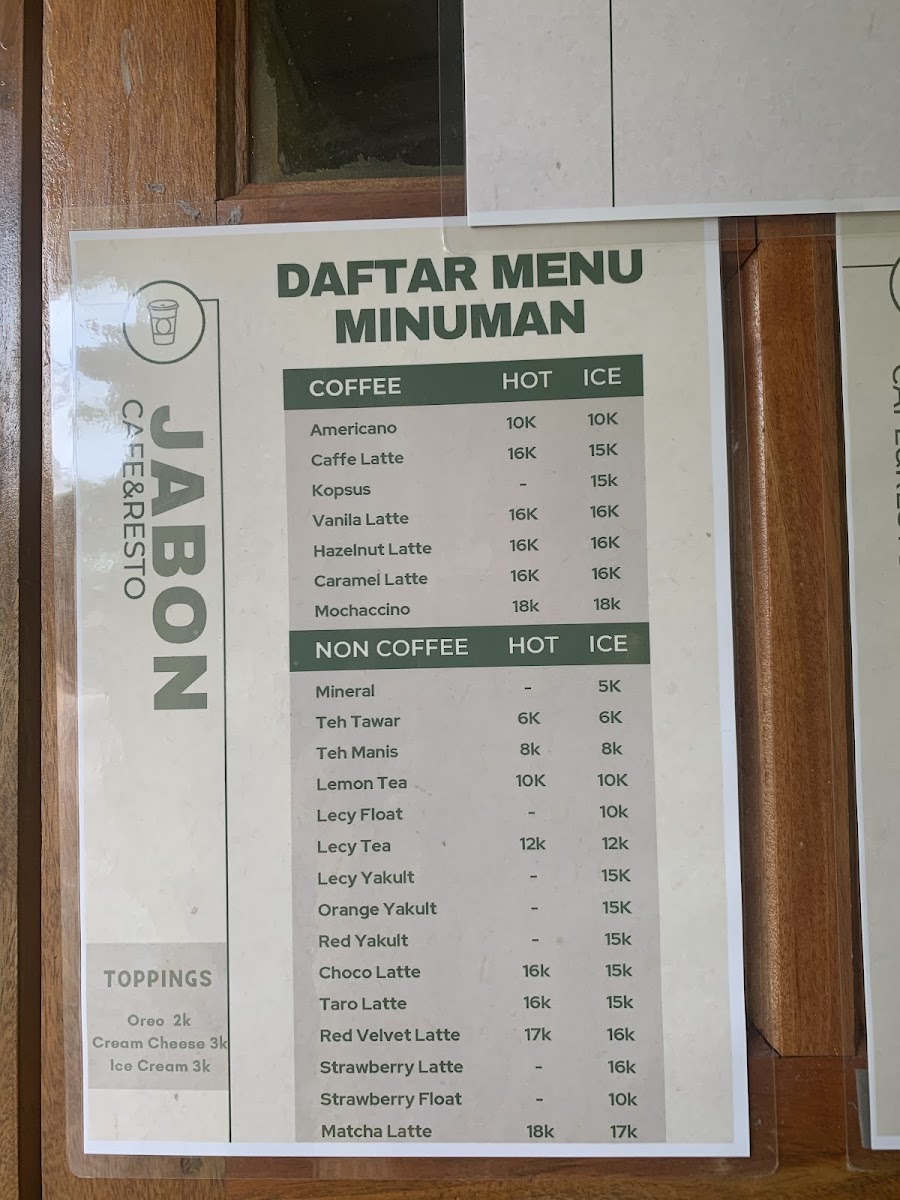 DAFTAR MENU
MINUMAN
JABON
CAFE&RESTO
COFFEE HOT ICE
Americano 10K 10K
Caffe Latte 16K 15K
Kopsus - 15k
Vanila Latte 16K 16K
Hazelnut Latte 16K 16K
Caramel Latte 16K 16K
Mochaccino 18k 18k
NON COFFEE HOT ICE
Mineral - 5K
Teh Tawar 6K 6K
Teh Manis 8k 8k
Lemon Tea 10K 10K
Lecy Float - 10k
Lecy Tea 12k 12k
Lecy Yakult - 15K
Orange Yakult - 15K
Red Yakult - 15k
Choco Latte 16k 15k
Taro Latte 16k 15k
Red Velvet Latte 17k 16k
Strawberry Latte - 16k
Strawberry Float - 10k
Matcha Latte 18k 17k
TOPPINGS
Oreo 2k
Cream Cheese 3k
Ice Cream 3k